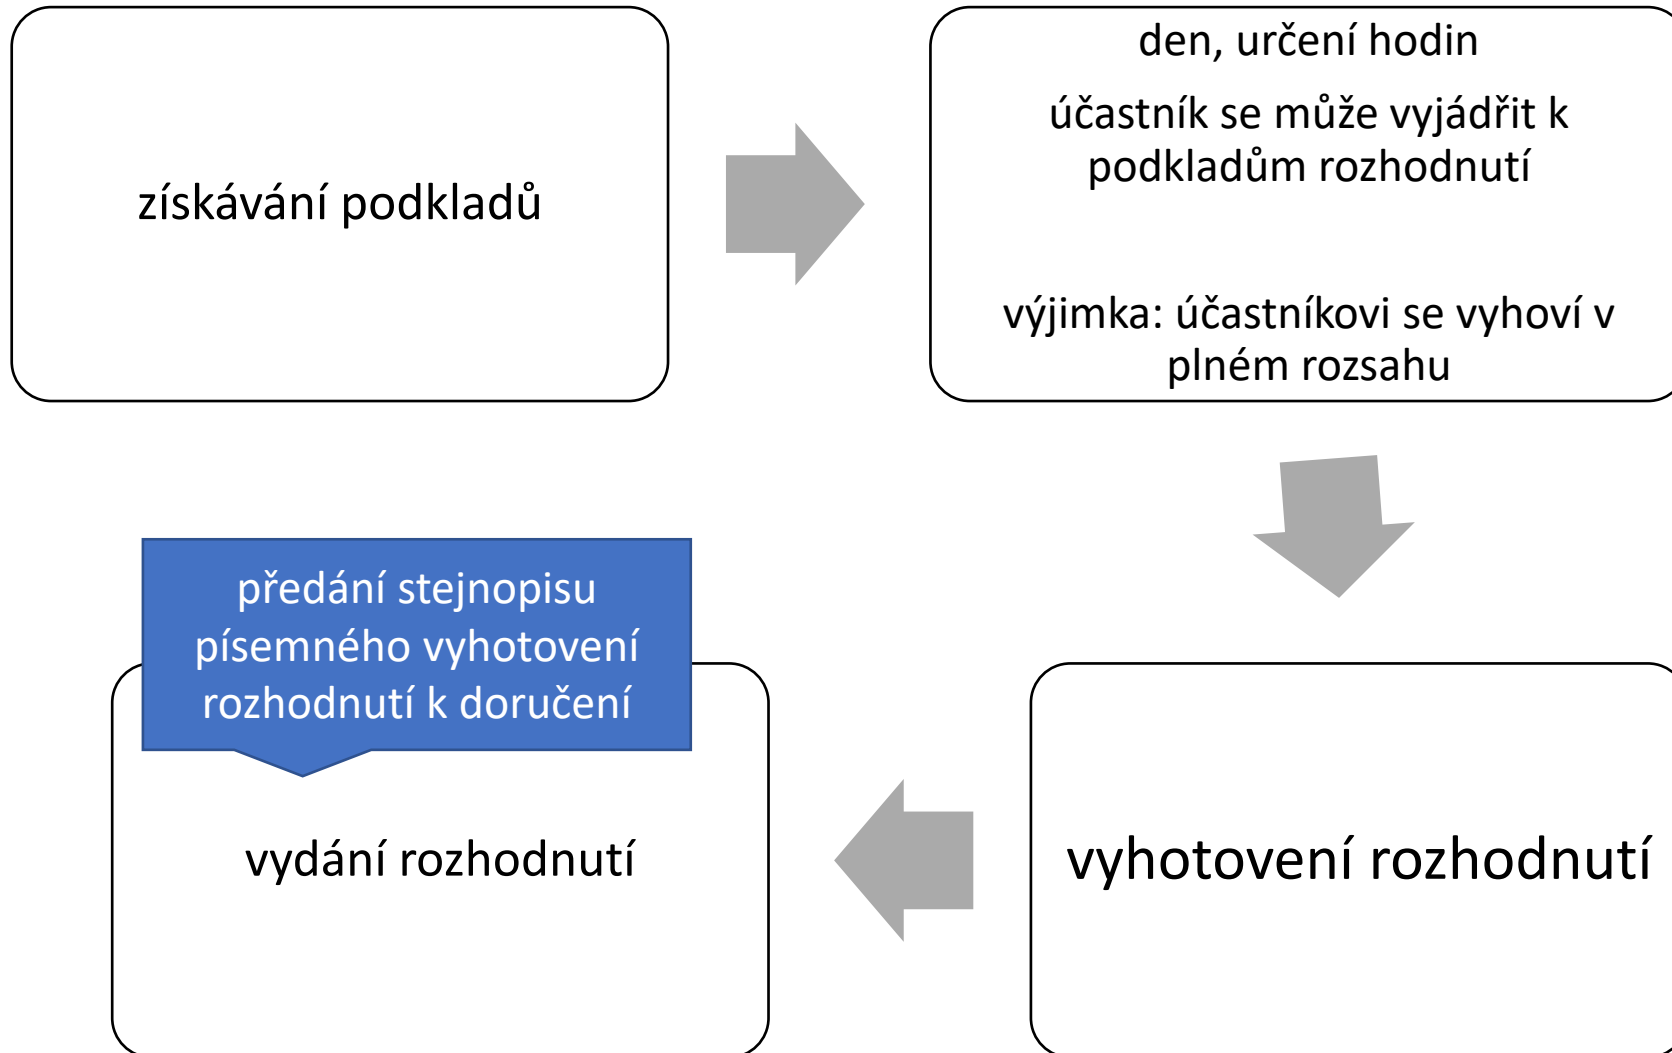 získávání podkladů
den, určení hodin
účastník se může vyjádřit k
podkladům rozhodnutí
výjimka: účastníkovi se vyhoví v
plném rozsahu
vyhotovení rozhodnutí
předání stejnopisu
písemného vyhotovení
rozhodnutí k doručení
vydání rozhodnutí